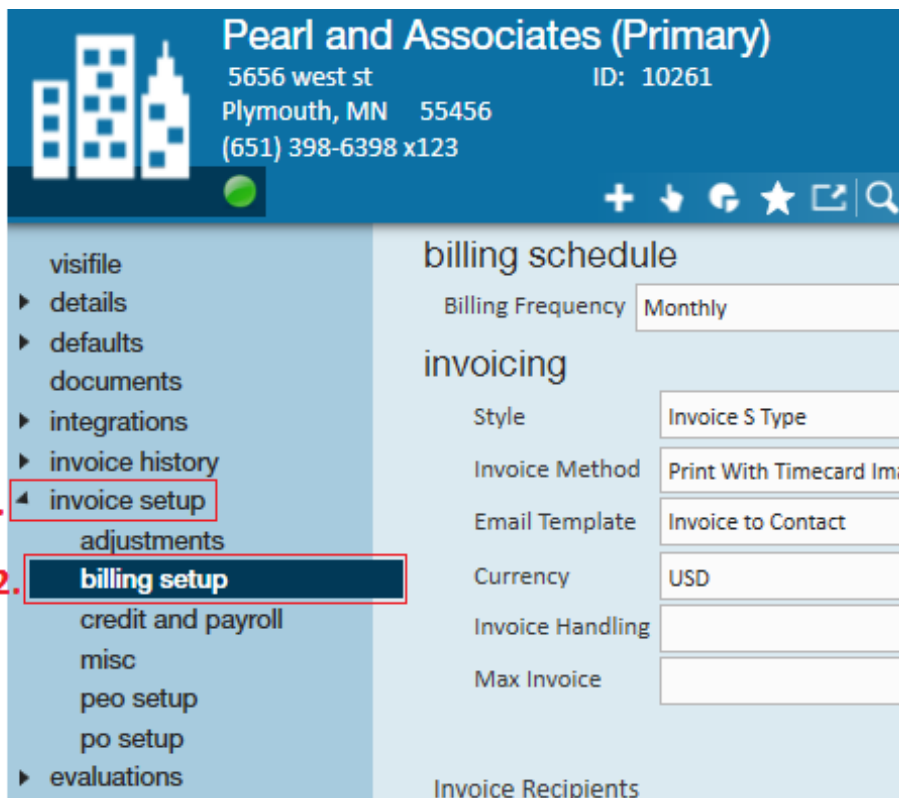 Pearl and Associates (Primary)
5656 west st ID: 10261
Plymouth, MN 55456
(651) 398-6398 x123
visifile
details
defaults
documents
integrations
invoice history
invoice setup
adjustments
2. billing setup
credit and payroll
misc
peo setup
po setup
evaluations
billing schedule
Billing Frequency Monthly
invoicing
Style Invoice S Type
Invoice Method Print With Timecard Ima
Email Template Invoice to Contact
Currency USD
Invoice Handling
Max Invoice
Invoice Recipients